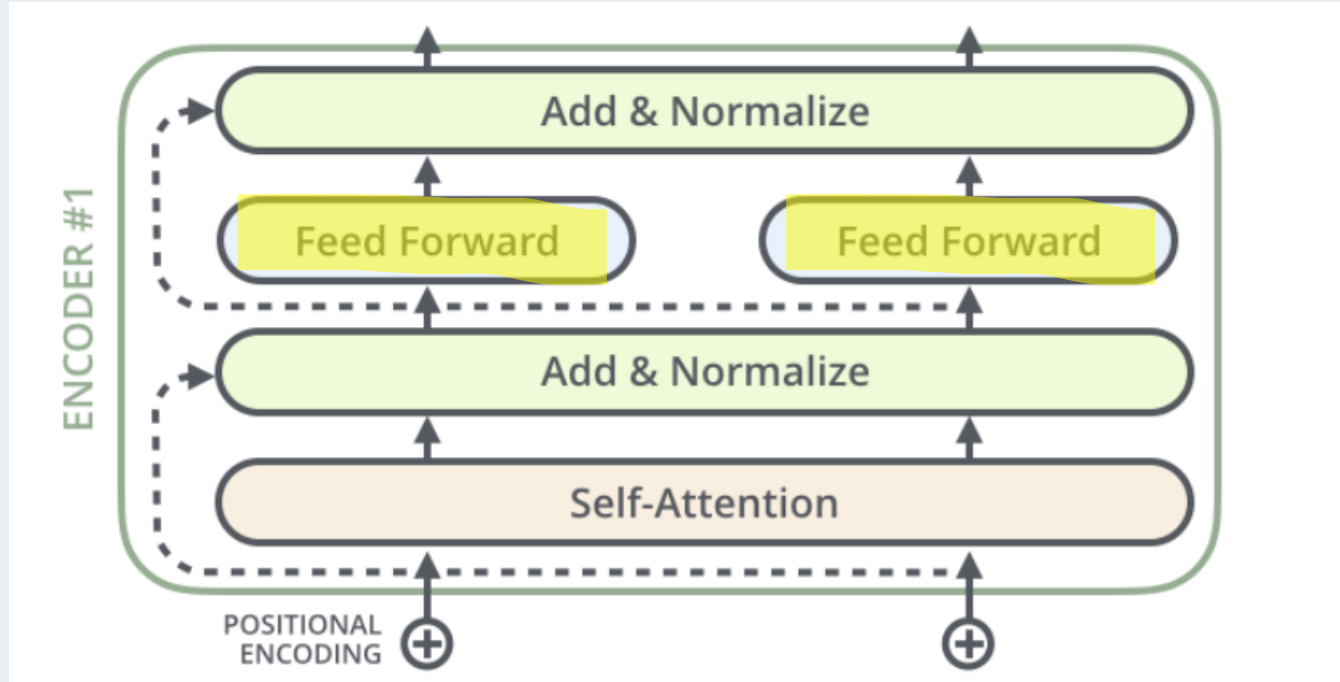 Add & Normalize
Feed Forward
Feed Forward
ENCODER #1
Add & Normalize
Self-Attention
POSITIONAL
ENCODING